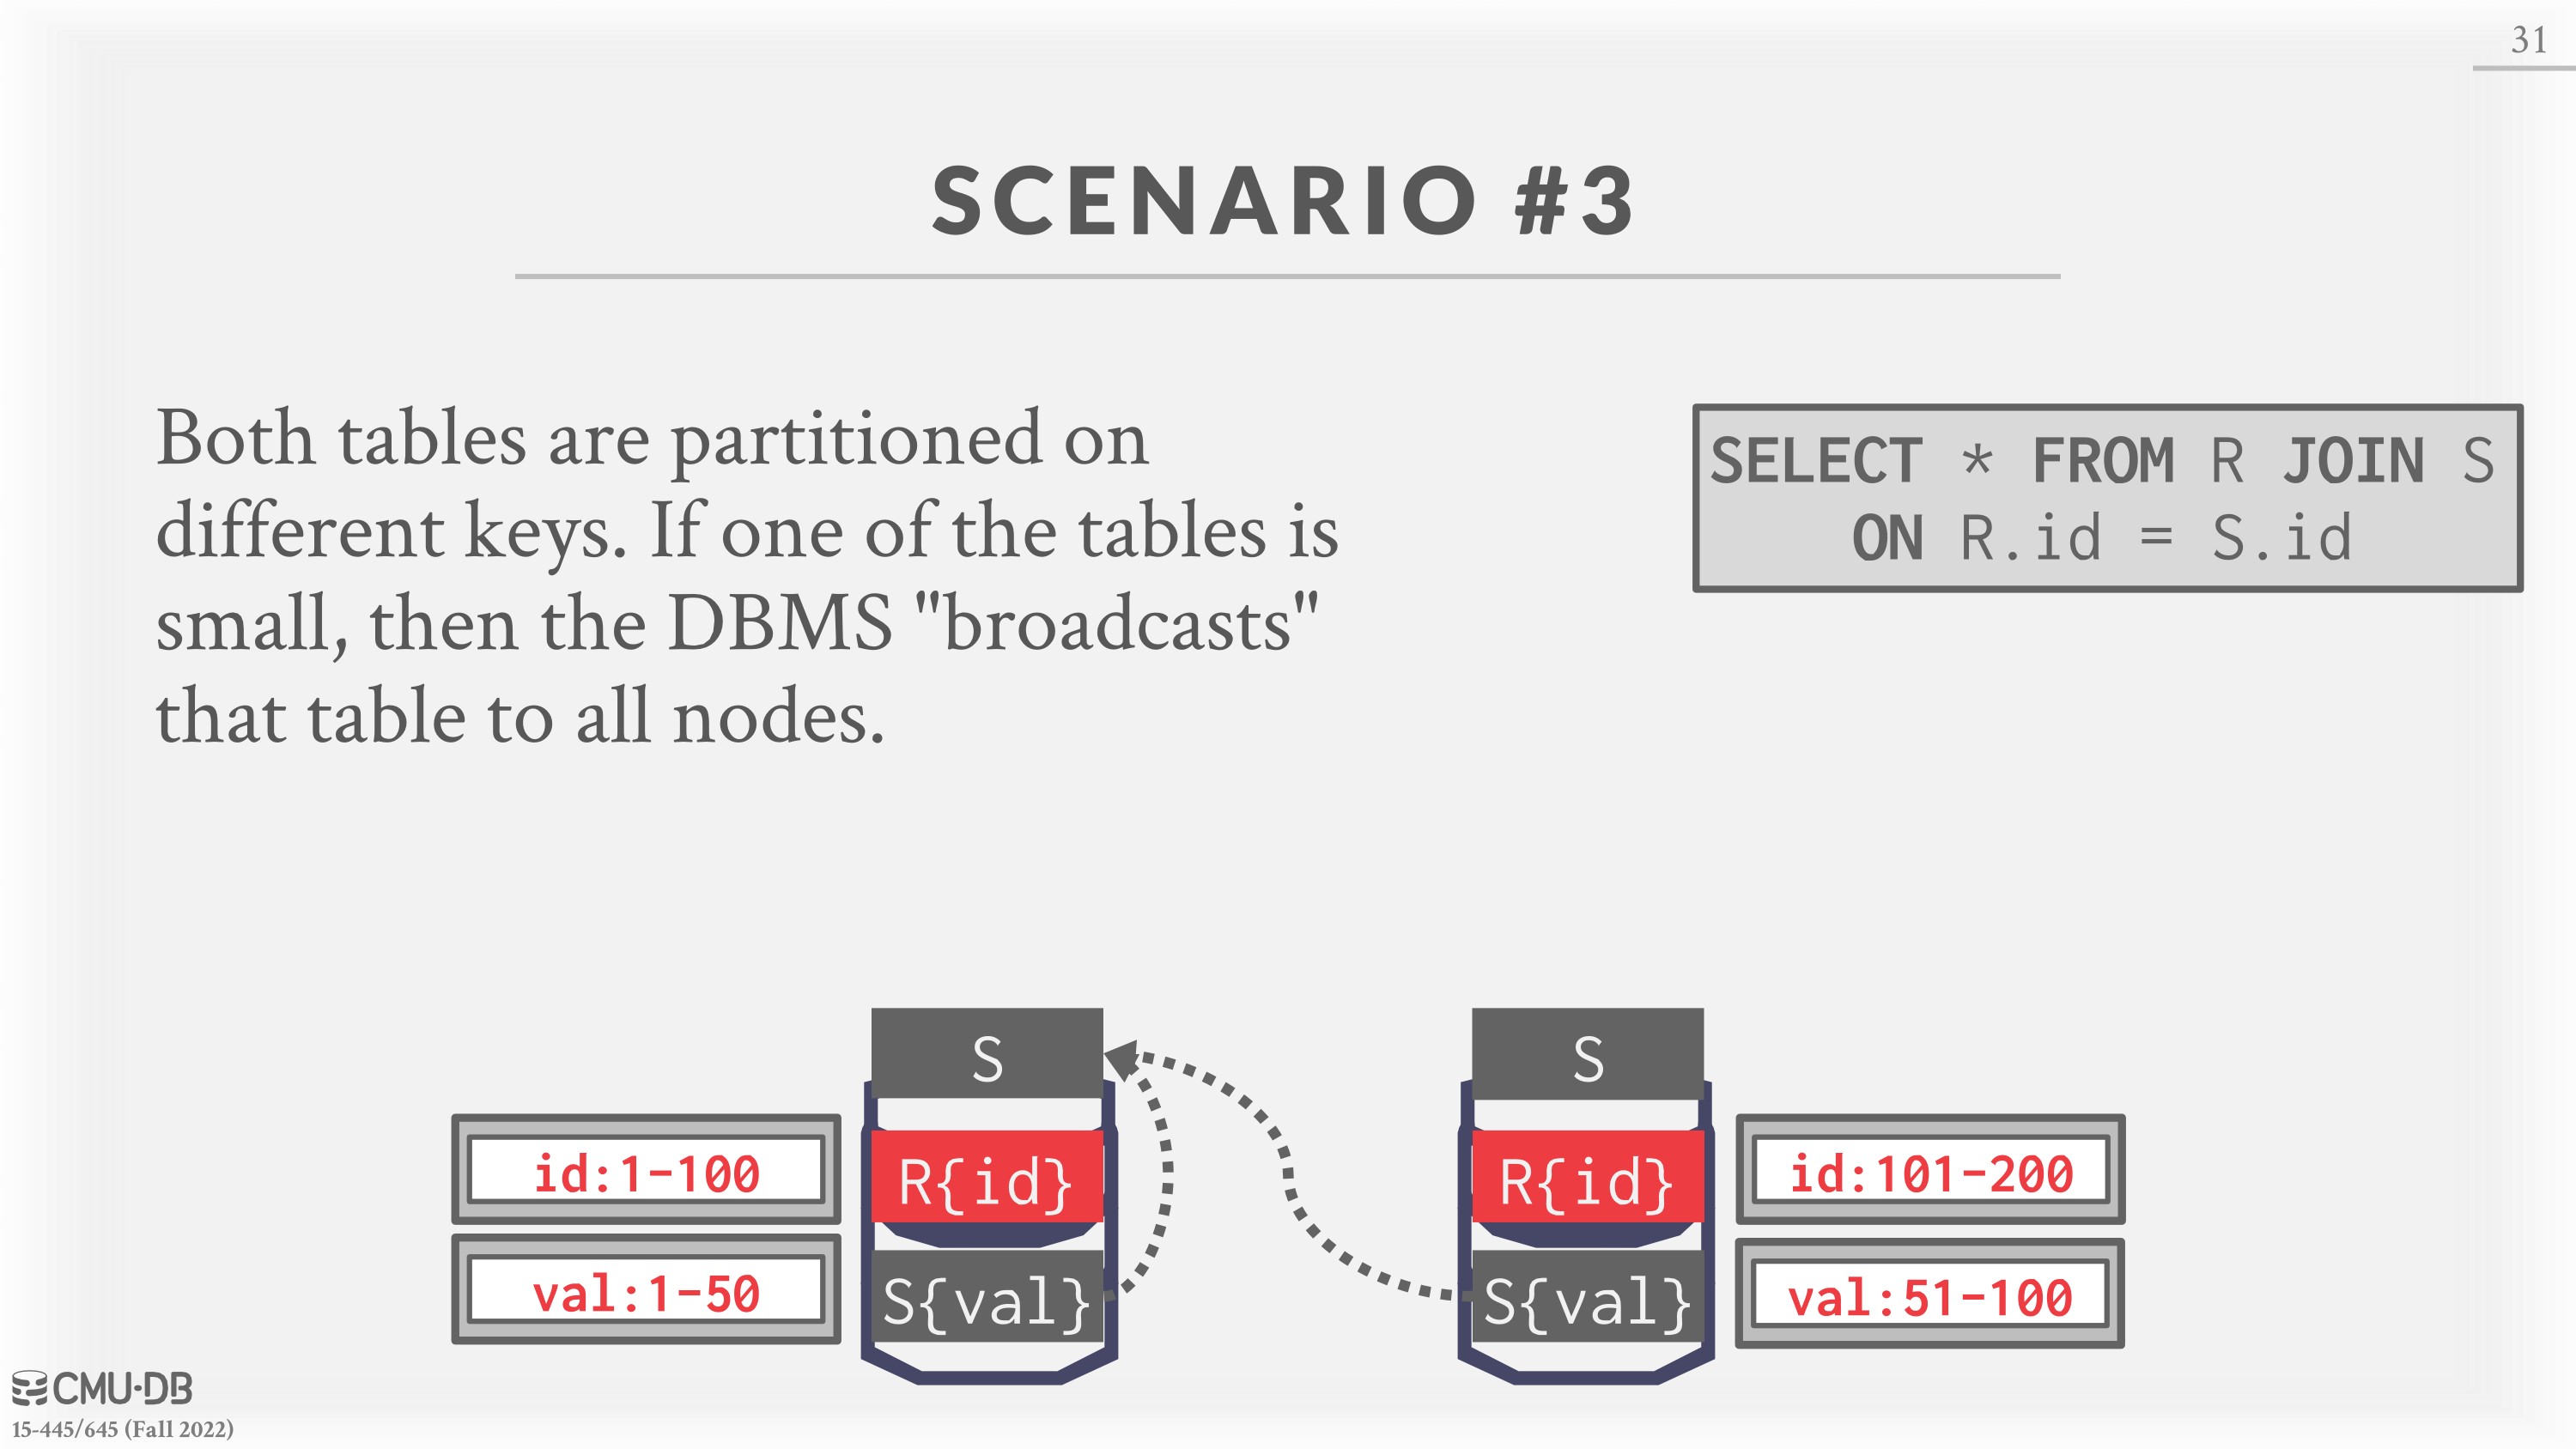 31
SCENARIO #3
Both tables are partitioned on
different keys. If one of the tables is
small, then the DBMS "broadcasts"
that table to all nodes.
SELECT * FROM R JOIN S
ON R.id = S.id
S
S
id:1-100
R{id}
R{id}
id:101-200
val:1-50
S{val}
S{val}
val:51-100
CMU·DB
15-445/645 (Fall 2022)